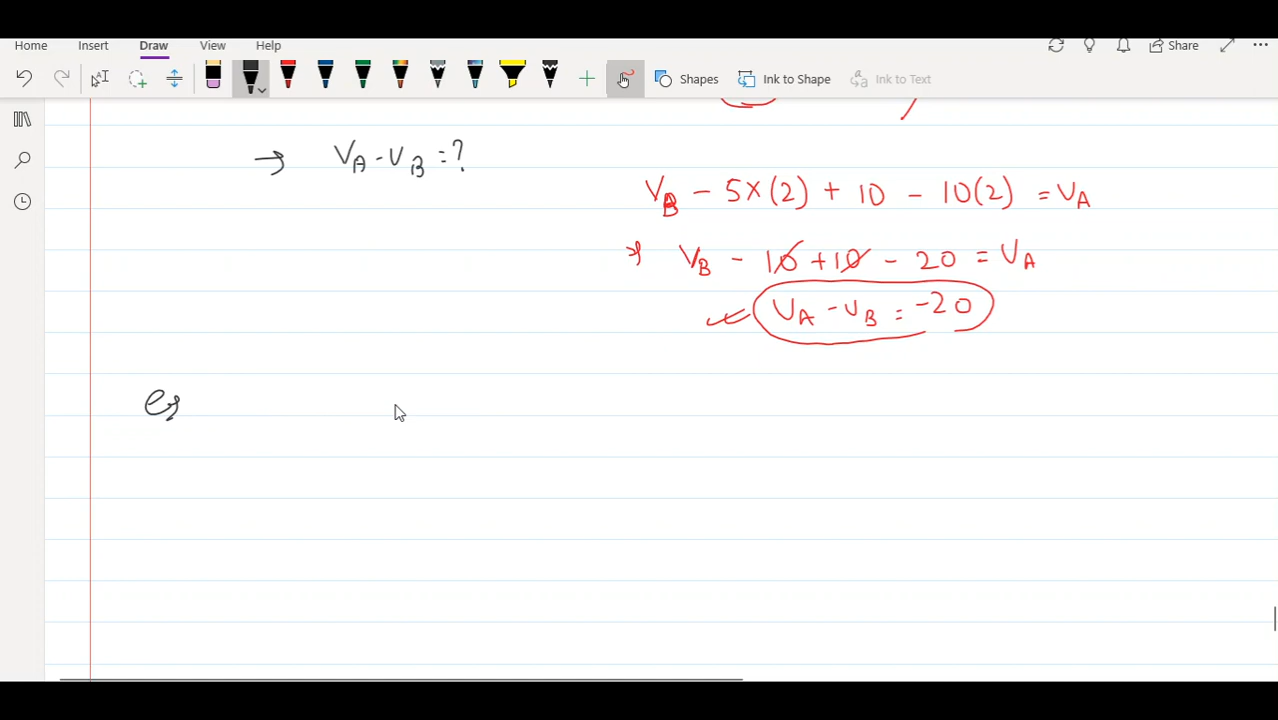 Home Insert Draw View Help Share
Shapes Ink to Shape Ink to Text
→ VA - VB = ?
VB - 5×(2) + 10 - 10(2) = VA
⇒ VB - 10 + 10 - 20 = VA
VA - VB = -20